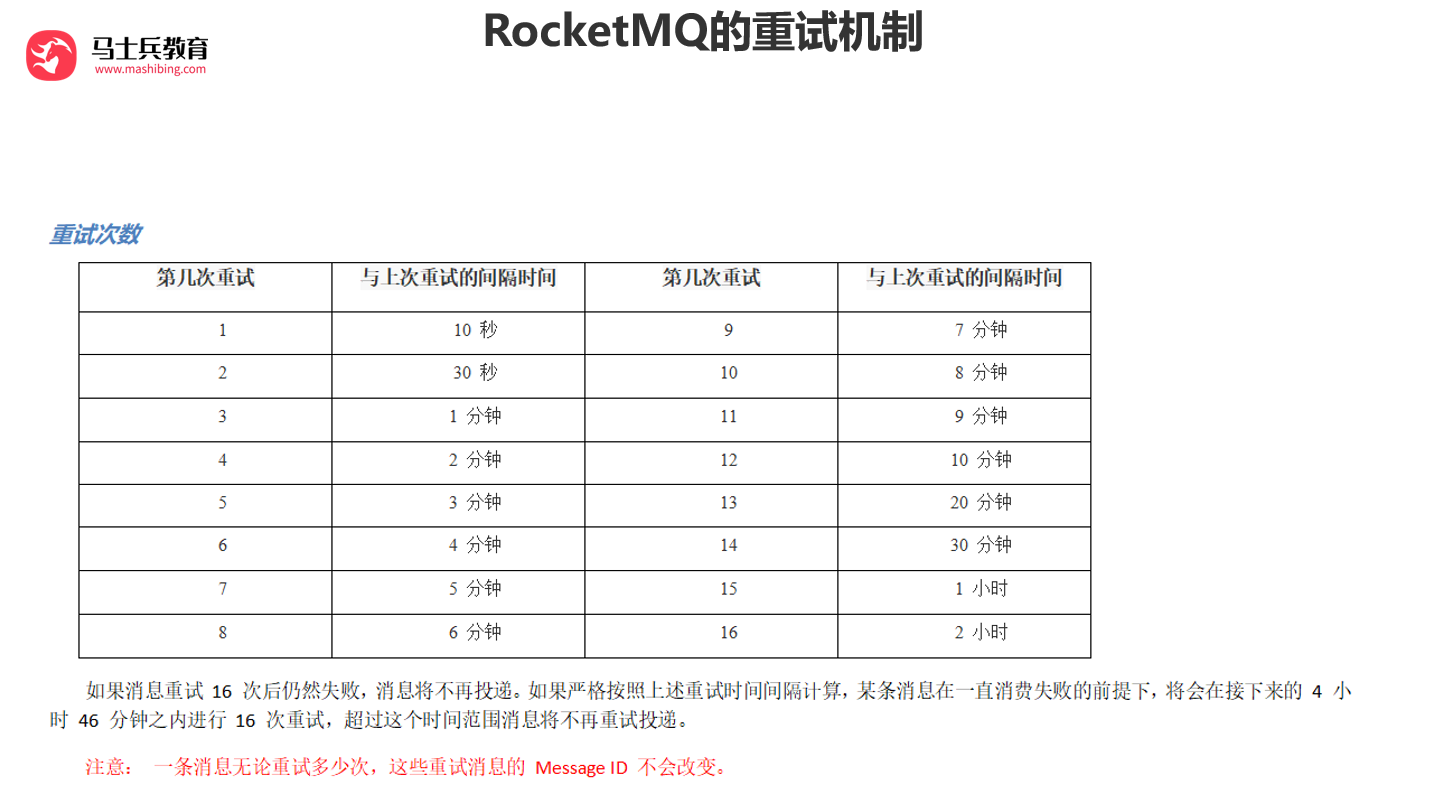 RocketMQ的重试机制
马士兵教育
www.mashibing.com
重试次数
第几次重试 与上次重试的间隔时间 第几次重试 与上次重试的间隔时间
1 10 秒 9 7 分钟
2 30 秒 10 8 分钟
3 1 分钟 11 9 分钟
4 2 分钟 12 10 分钟
5 3 分钟 13 20 分钟
6 4 分钟 14 30 分钟
7 5 分钟 15 1 小时
8 6 分钟 16 2 小时
如果消息重试 16 次后仍然失败，消息将不再投递。如果严格按照上述重试时间间隔计算，某条消息在一直消费失败的前提下，将会在接下来的 4 小
时 46 分钟之内进行 16 次重试，超过这个时间范围消息将不再重试投递。
注意： 一条消息无论重试多少次，这些重试消息的 Message ID 不会改变。